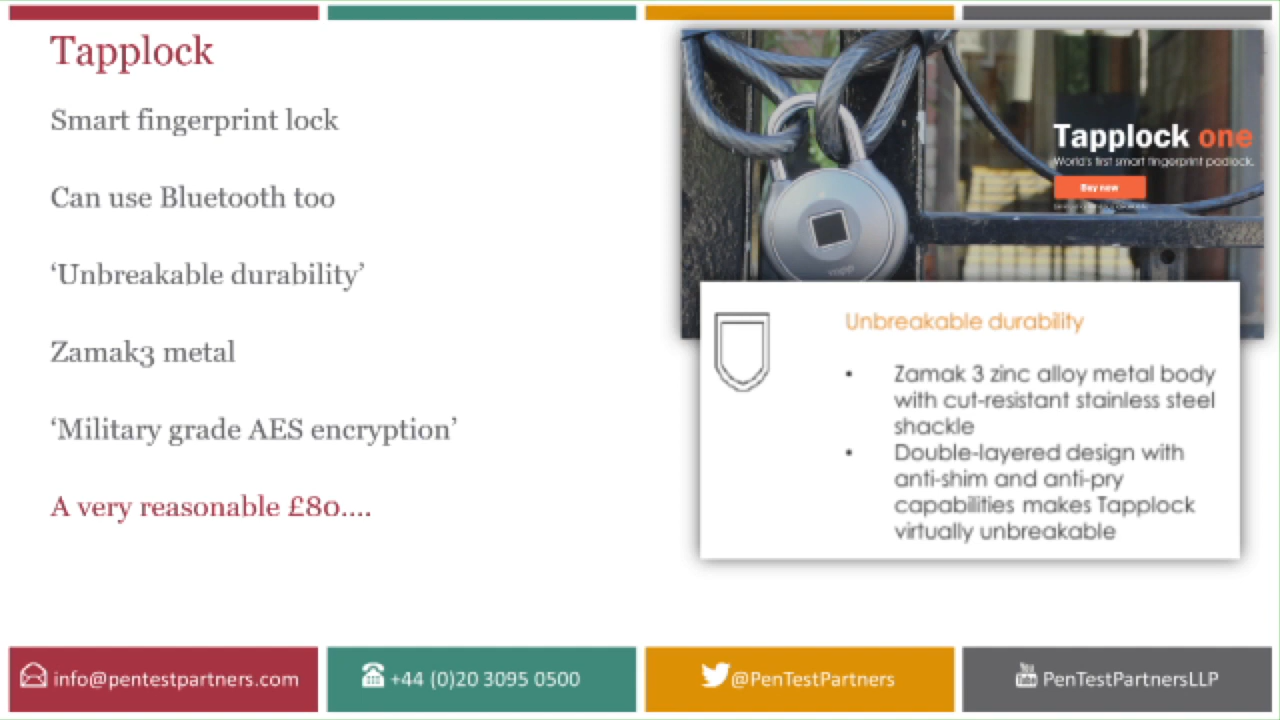 Tapplock
Smart fingerprint lock
Can use Bluetooth too
‘Unbreakable durability’
Zamak3 metal
‘Military grade AES encryption’
A very reasonable £80....
Tapplock one
World's first smart fingerprint padlock.
Buy now
Unbreakable durability
• Zamak 3 zinc alloy metal body
with cut-resistant stainless steel
shackle
• Double-layered design with
anti-shim and anti-pry
capabilities makes Tapplock
virtually unbreakable
info@pentestpartners.com
+44 (0)20 3095 0500
@PenTestPartners
You Tube PenTestPartnersLLP